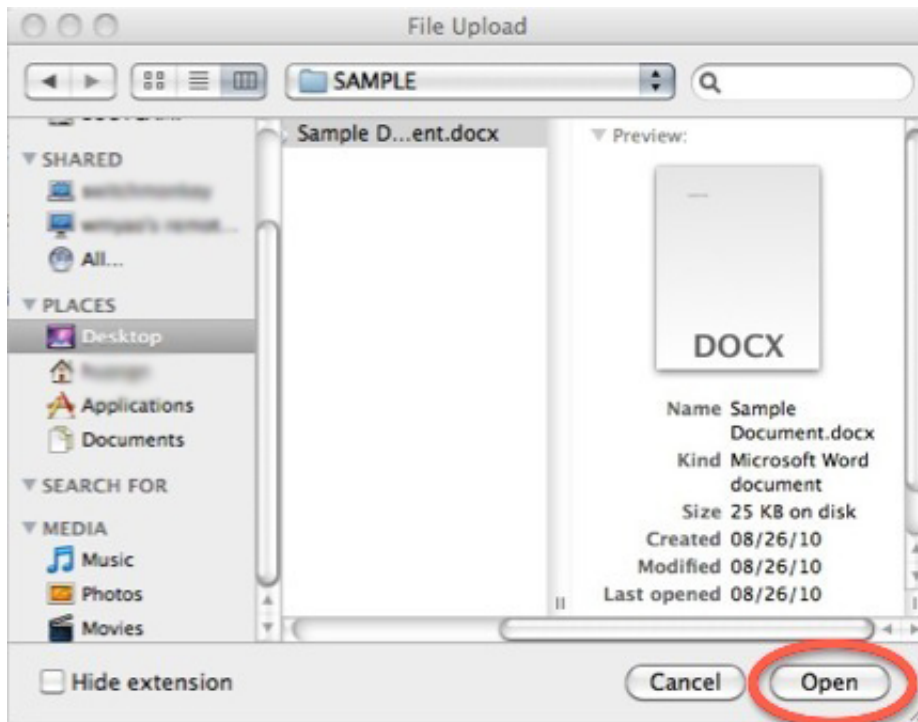 File Upload
SAMPLE
Sample D...ent.docx
Preview:
SHARED
All...
PLACES
Desktop
Applications
Documents
SEARCH FOR
MEDIA
Music
Photos
Movies
DOCX
Name Sample
Document.docx
Kind Microsoft Word
document
Size 25 KB on disk
Created 08/26/10
Modified 08/26/10
Last opened 08/26/10
Hide extension
Cancel
Open